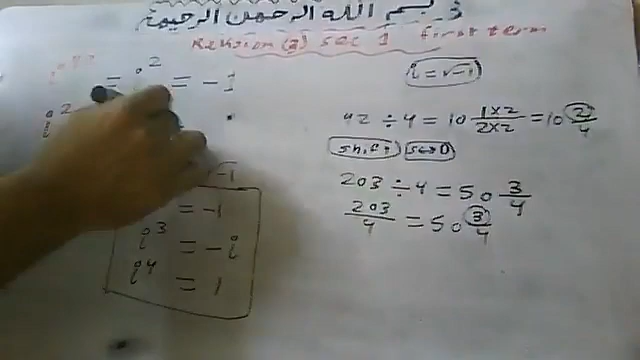 بسم الله الرحمن الرحيم
Revision (2) sec 1 first term
i = √-1
= i² = -1
i²
42 ÷ 4 = 10 1×2/2×2 = 10 2/4
shift S⇔D
203 ÷ 4 = 50 3/4
203/4 = 50 3/4
√-1
= -1
i³ = -i
i⁴ = 1